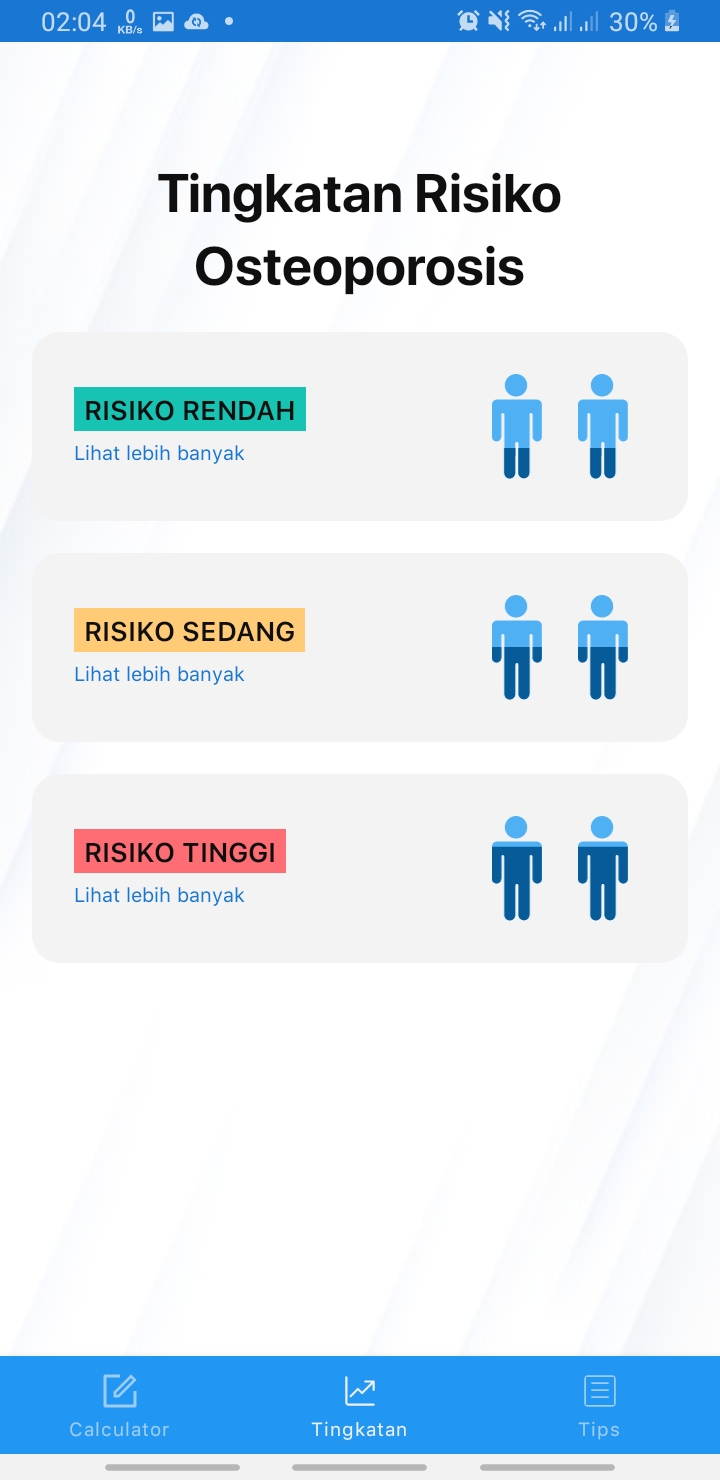 02:04 0 KB/s 30%
Tingkatan Risiko
Osteoporosis
RISIKO RENDAH
Lihat lebih banyak
RISIKO SEDANG
Lihat lebih banyak
RISIKO TINGGI
Lihat lebih banyak
Calculator Tingkatan Tips